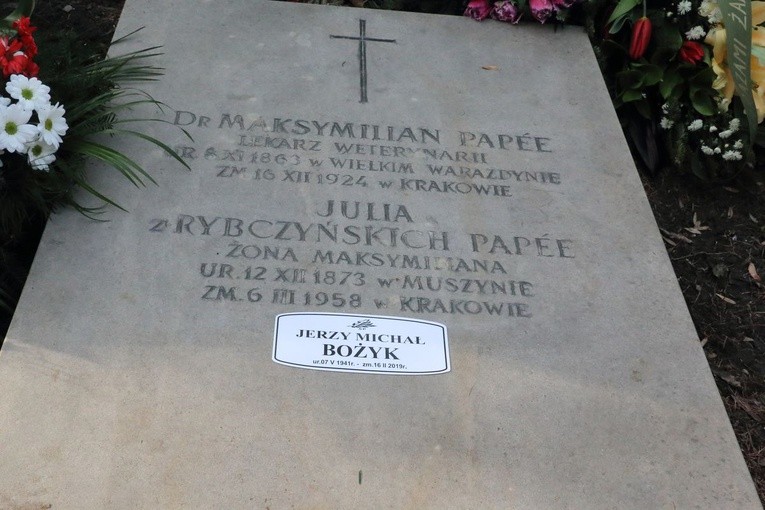 Dr MAKSYMILIAN PAPÉE
LEKARZ WETERYNARII
UR. 8 XI 1863 w WIELKIM WARAZDYNIE
ZM. 16 XII 1924 w KRAKOWIE
JULIA
z RYBCZYŃSKICH PAPÉE
ŻONA MAKSYMILIANA
UR. 12 XII 1873 w MUSZYNIE
ZM. 6 III 1958 w KRAKOWIE
JERZY MICHAŁ
BOŻYK
ur.07 V 1941r. - zm.16 II 2019r.